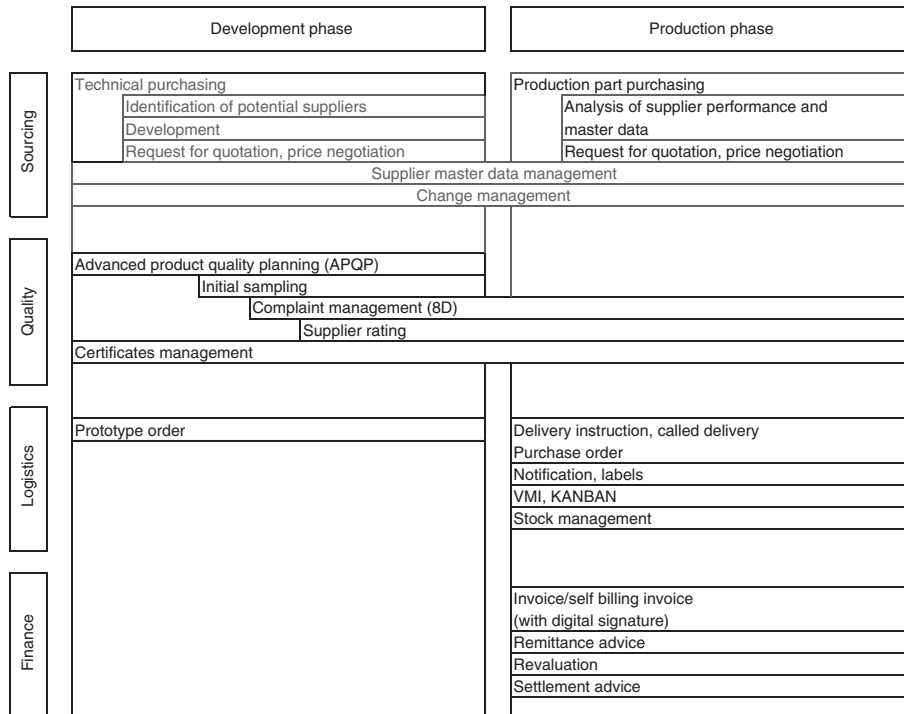 Development phase
Production phase
Sourcing
Technical purchasing
Identification of potential suppliers
Development
Request for quotation, price negotiation
Production part purchasing
Analysis of supplier performance and
master data
Request for quotation, price negotiation
Supplier master data management
Change management
Quality
Advanced product quality planning (APQP)
Initial sampling
Complaint management (8D)
Supplier rating
Certificates management
Logistics
Prototype order
Delivery instruction, called delivery
Purchase order
Notification, labels
VMI, KANBAN
Stock management
Finance
Invoice/self billing invoice
(with digital signature)
Remittance advice
Revaluation
Settlement advice